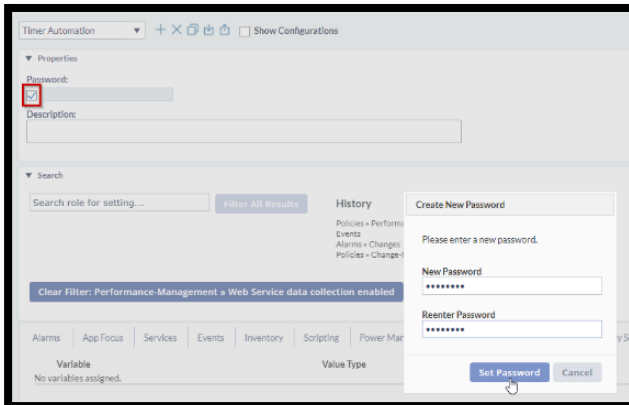 Timer Automation
Show Configurations
Properties
Password:
Description:
Search
Search role for setting...
Filter All Results
History
Policies » Performa
Events
Alarms » Changes
Policies » Change-
Clear Filter: Performance-Management » Web Service data collection enabled
Alarms App Focus Services Events Inventory Scripting Power Mar
Variable Value Type
No variables assigned.
Create New Password
Please enter a new password.
New Password
••••••••
Reenter Password
••••••••
Set Password Cancel
y S